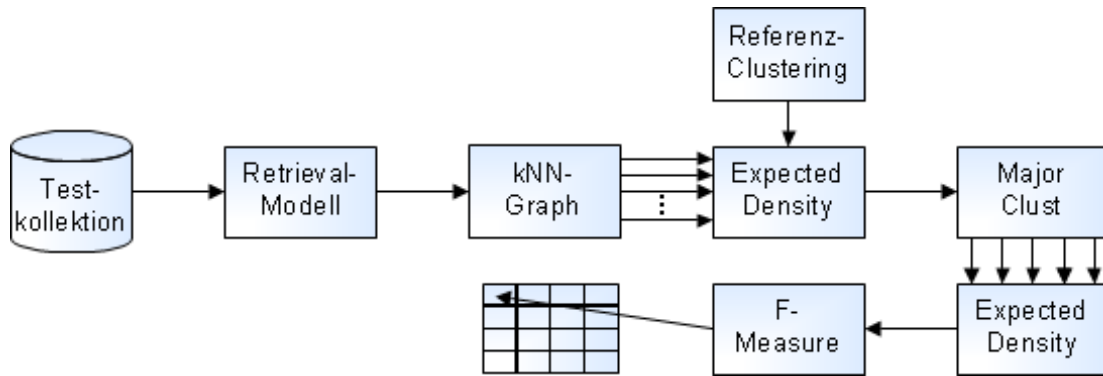 Referenz-
Clustering
Test-
kollektion
Retrieval-
Modell
kNN-
Graph
Expected
Density
Major
Clust
F-
Measure
Expected
Density